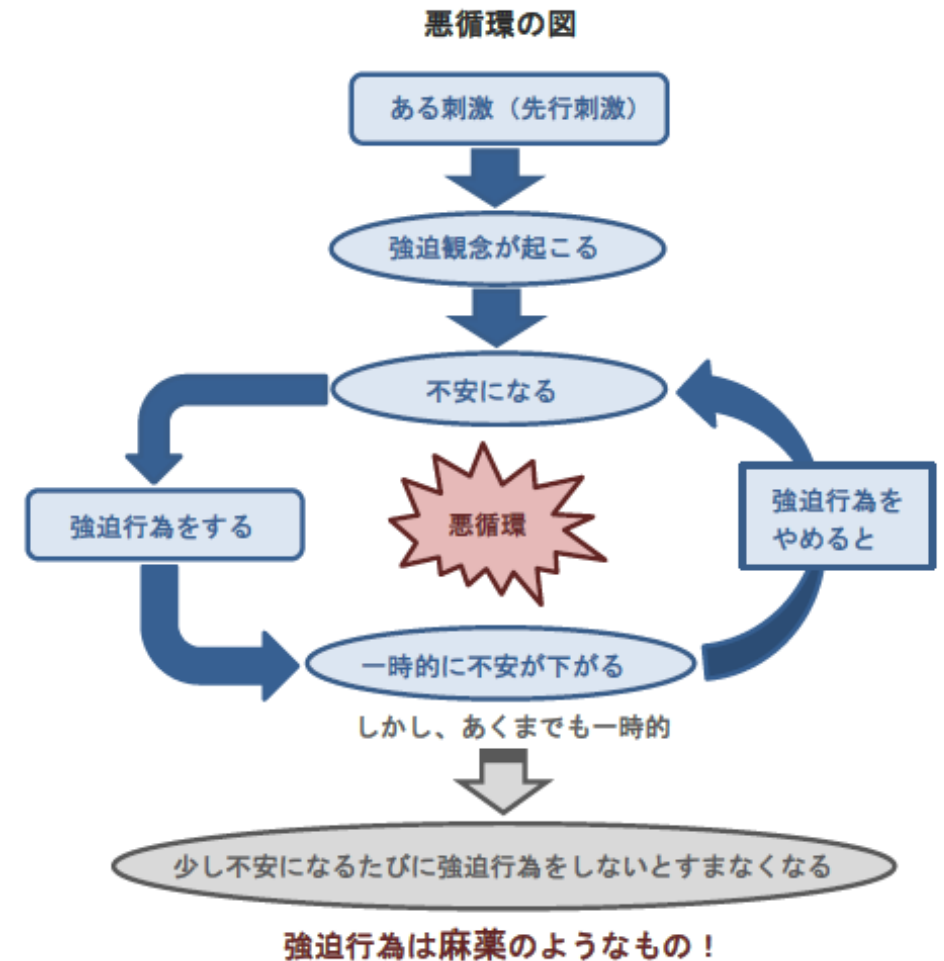 悪循環の図
ある刺激（先行刺激）
強迫観念が起こる
不安になる
強迫行為をする
悪循環
強迫行為を
やめると
一時的に不安が下がる
しかし、あくまでも一時的
少し不安になるたびに強迫行為をしないとすまなくなる
強迫行為は麻薬のようなもの！